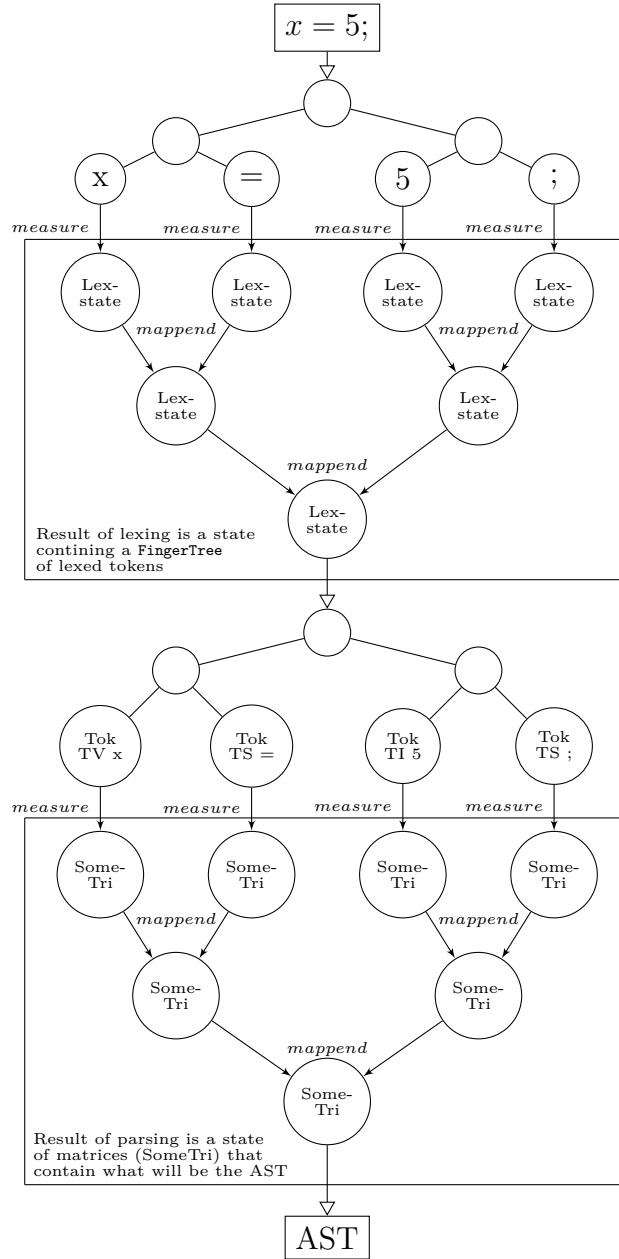 x = 5;
x
=
5
;
measure
measure
measure
measure
Lex-
state
Lex-
state
Lex-
state
Lex-
state
mappend
mappend
Lex-
state
Lex-
state
mappend
Lex-
state
Result of lexing is a state
contining a FingerTree
of lexed tokens
Tok
TV x
Tok
TS =
Tok
TI 5
Tok
TS ;
measure
measure
measure
measure
Some-
Tri
Some-
Tri
Some-
Tri
Some-
Tri
mappend
mappend
Some-
Tri
Some-
Tri
mappend
Some-
Tri
Result of parsing is a state
of matrices (SomeTri) that
contain what will be the AST
AST